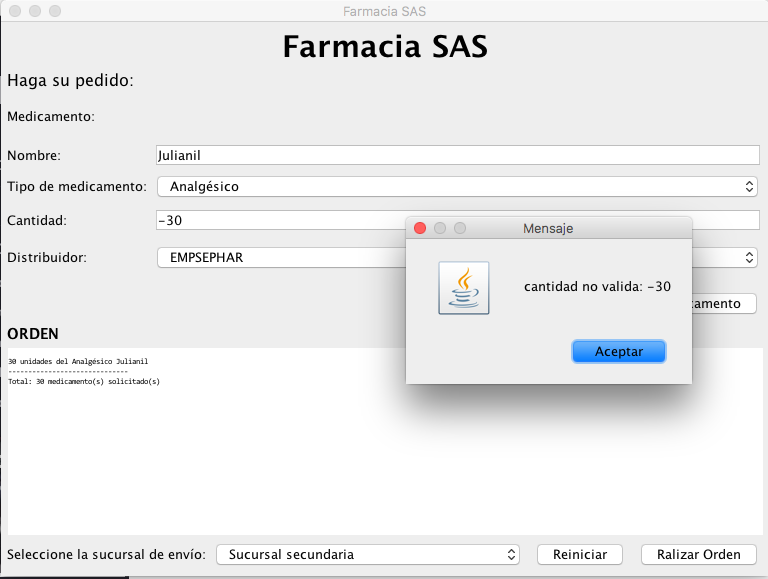 Farmacia SAS
Farmacia SAS
Haga su pedido:
Medicamento:
Nombre: Julianil
Tipo de medicamento: Analgésico
Cantidad: -30
Mensaje
Distribuidor: EMPSEPHAR
cantidad no valida: -30
Aceptar
ORDEN
30 unidades del Analgésico Julianil
------------------------------
Total: 30 medicamento(s) solicitado(s)
Seleccione la sucursal de envío: Sucursal secundaria Reiniciar Ralizar Orden